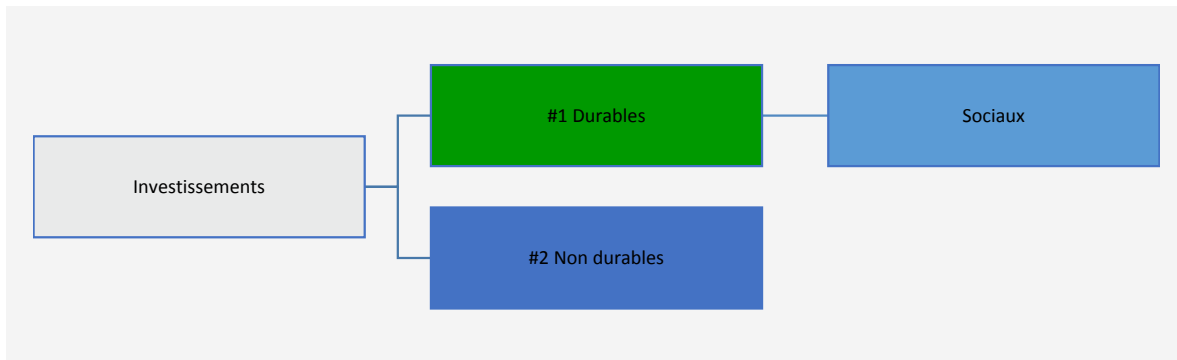 Investissements
#1 Durables
Sociaux
#2 Non durables